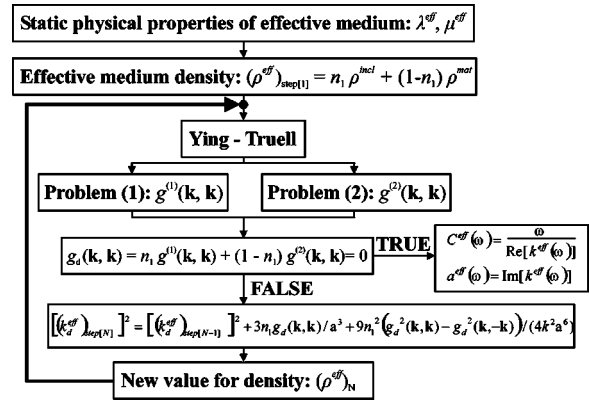 Static physical properties of effective medium: λ^eff, μ^eff
Effective medium density: (ρ^eff)_step[1] = n₁ ρ^incl + (1-n₁) ρ^mat
Ying - Truell
Problem (1): g^(1)(k, k)
Problem (2): g^(2)(k, k)
g_d(k, k) = n₁ g^(1)(k, k) + (1 - n₁) g^(2)(k, k)= 0
TRUE
C^eff(ω) = ω / Re[k^eff(ω)]
a^eff(ω) = Im[k^eff(ω)]
FALSE
[(k_d^eff)_step[N]]² = [(k_d^eff)_step[N-1]]² + 3n₁g_d(k,k)/a³ + 9n₁²(g_d²(k,k)−g_d²(k,-k))/(4k²a⁶)
New value for density: (ρ^eff)_N